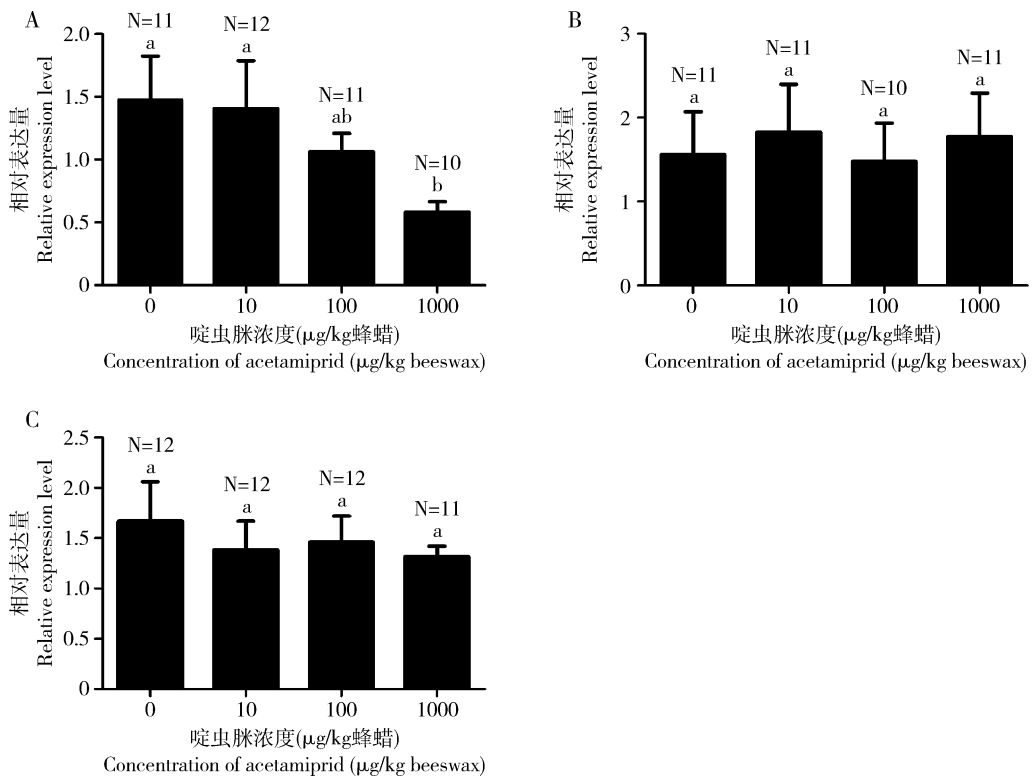 A
N=11
N=12
N=11
N=10
a
a
ab
b
2.0
1.5
1.0
0.5
0
相对表达量
Relative expression level
0
10
100
1000
啶虫脒浓度(μg/kg蜂蜡)
Concentration of acetamiprid (μg/kg beeswax)
B
N=11
N=11
N=10
N=11
a
a
a
a
3
2
1
0
相对表达量
Relative expression level
0
10
100
1000
啶虫脒浓度(μg/kg蜂蜡)
Concentration of acetamiprid (μg/kg beeswax)
C
N=12
N=12
N=12
N=11
a
a
a
a
2.5
2.0
1.5
1.0
0.5
0
相对表达量
Relative expression level
0
10
100
1000
啶虫脒浓度(μg/kg蜂蜡)
Concentration of acetamiprid (μg/kg beeswax)